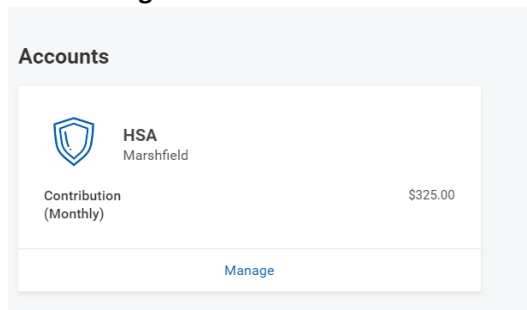 Accounts
HSA
Marshfield
Contribution
(Monthly)
$325.00
Manage